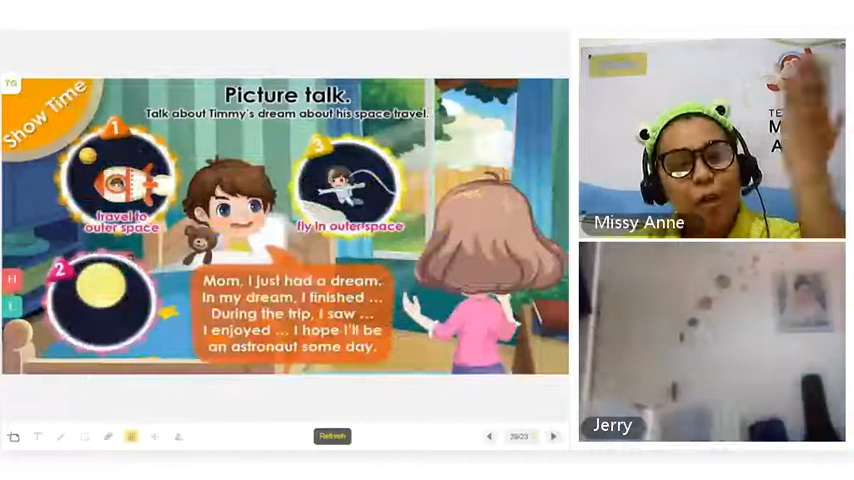 TG
Show Time
Picture talk.
Talk about Timmy's dream about his space travel.
1
travel to
outer space
3
fly in outer space
2
Mom, I just had a dream.
In my dream, I finished ...
During the trip, I saw ...
I enjoyed ... I hope I'll be
an astronaut some day.
H
L
T
Refresh
TE
M
A
Missy Anne
Jerry